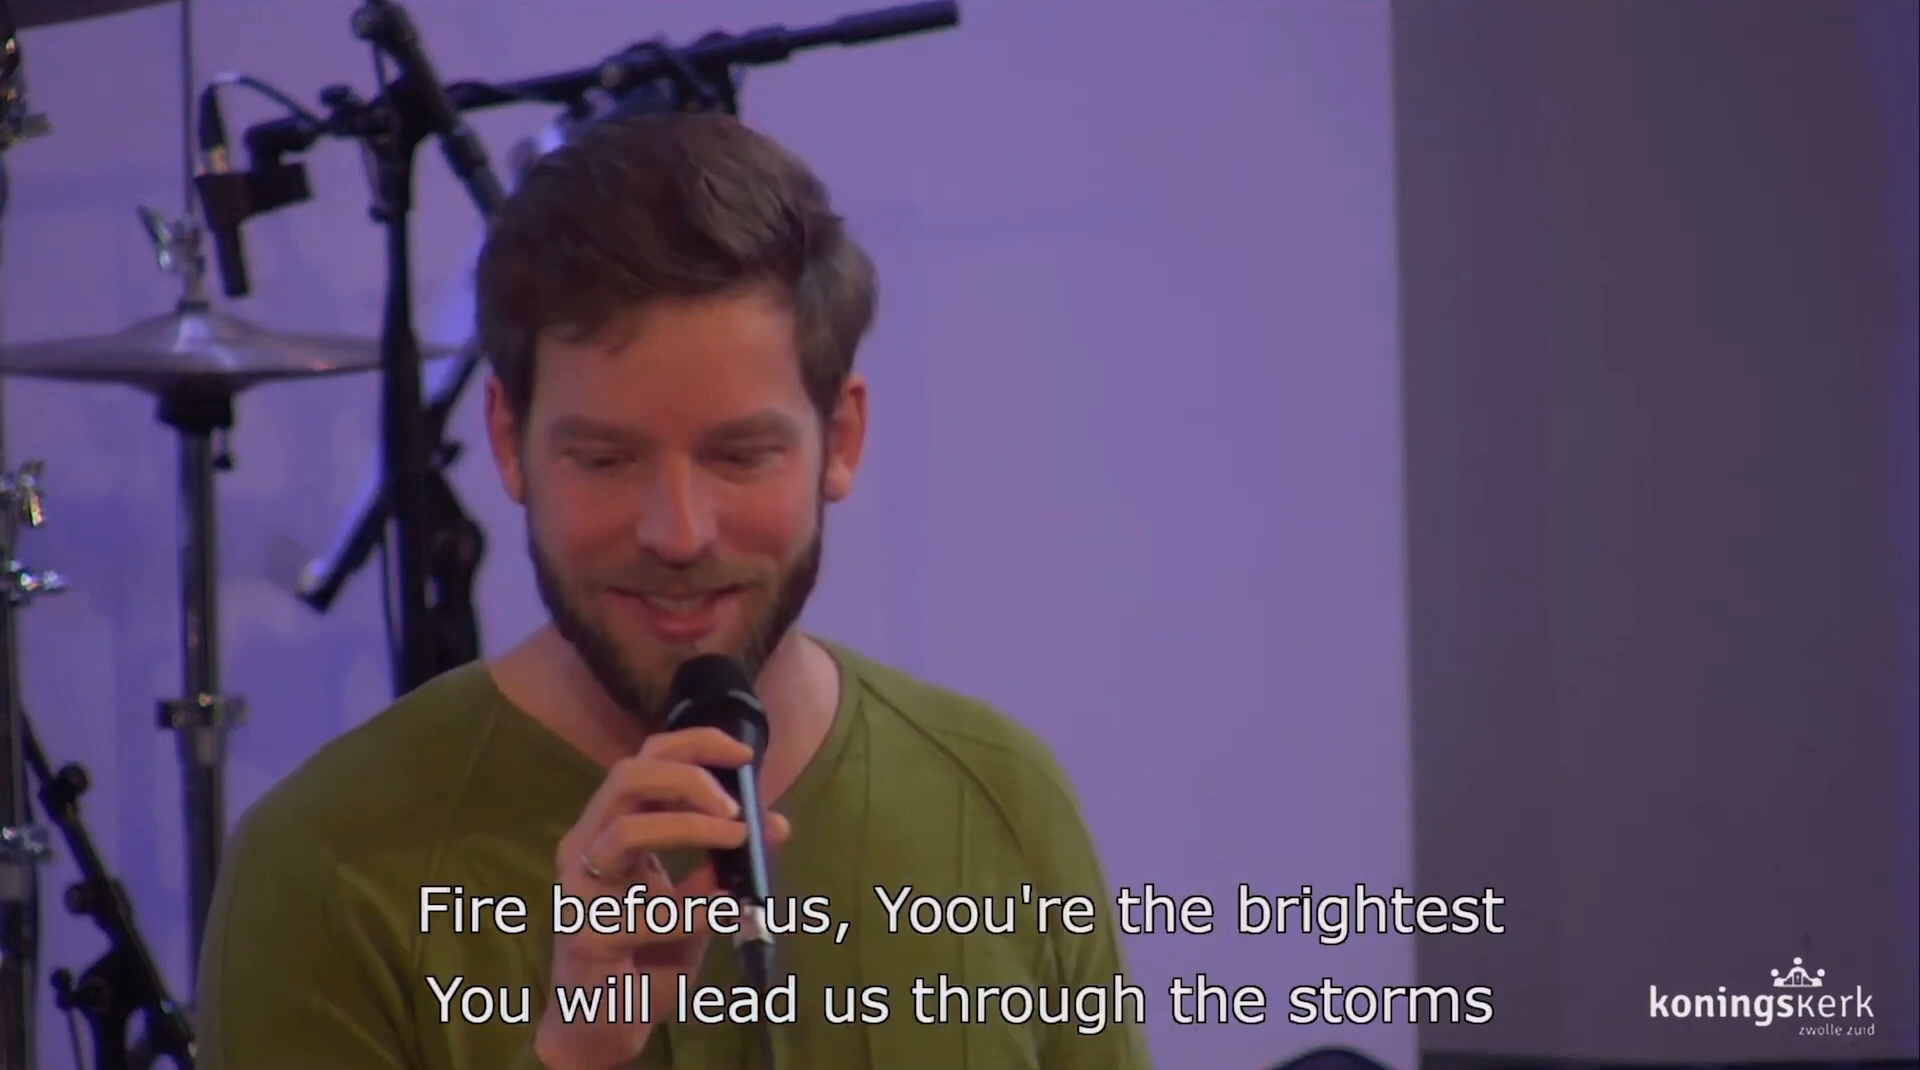 Fire before us, Yoou're the brightest
You will lead us through the storms
koningskerk
zwolle zuid